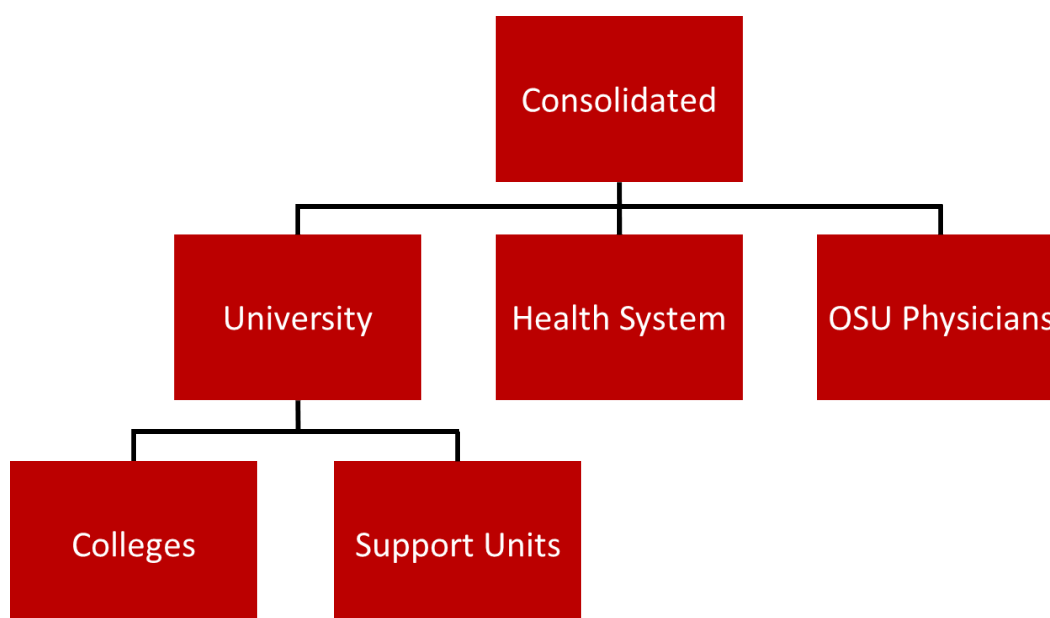 Consolidated
University
Health System
OSU Physicians
Colleges
Support Units